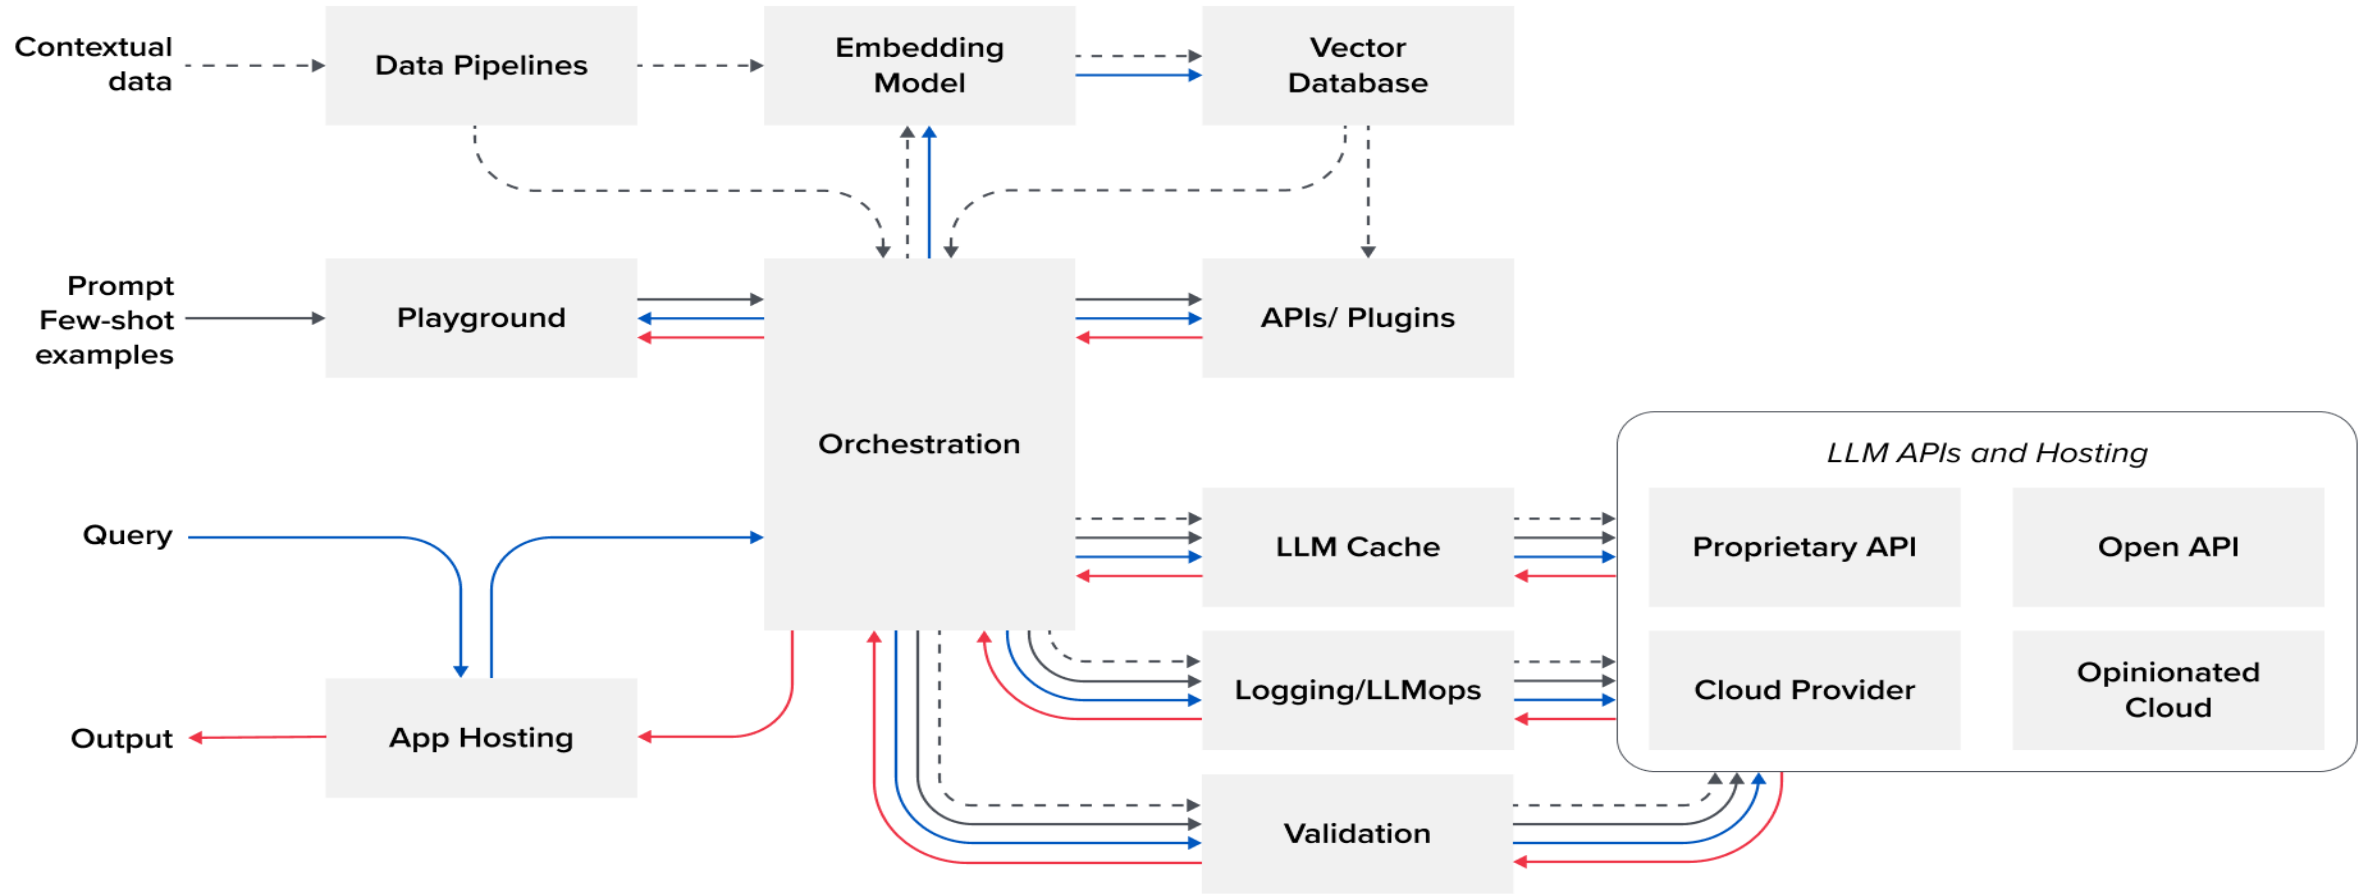 Contextual
data
Data Pipelines
Embedding
Model
Vector
Database
Prompt
Few-shot
examples
Playground
APIs/ Plugins
Orchestration
LLM APIs and Hosting
Query
LLM Cache
Proprietary API
Open API
Logging/LLMops
Cloud Provider
Opinionated
Cloud
Output
App Hosting
Validation